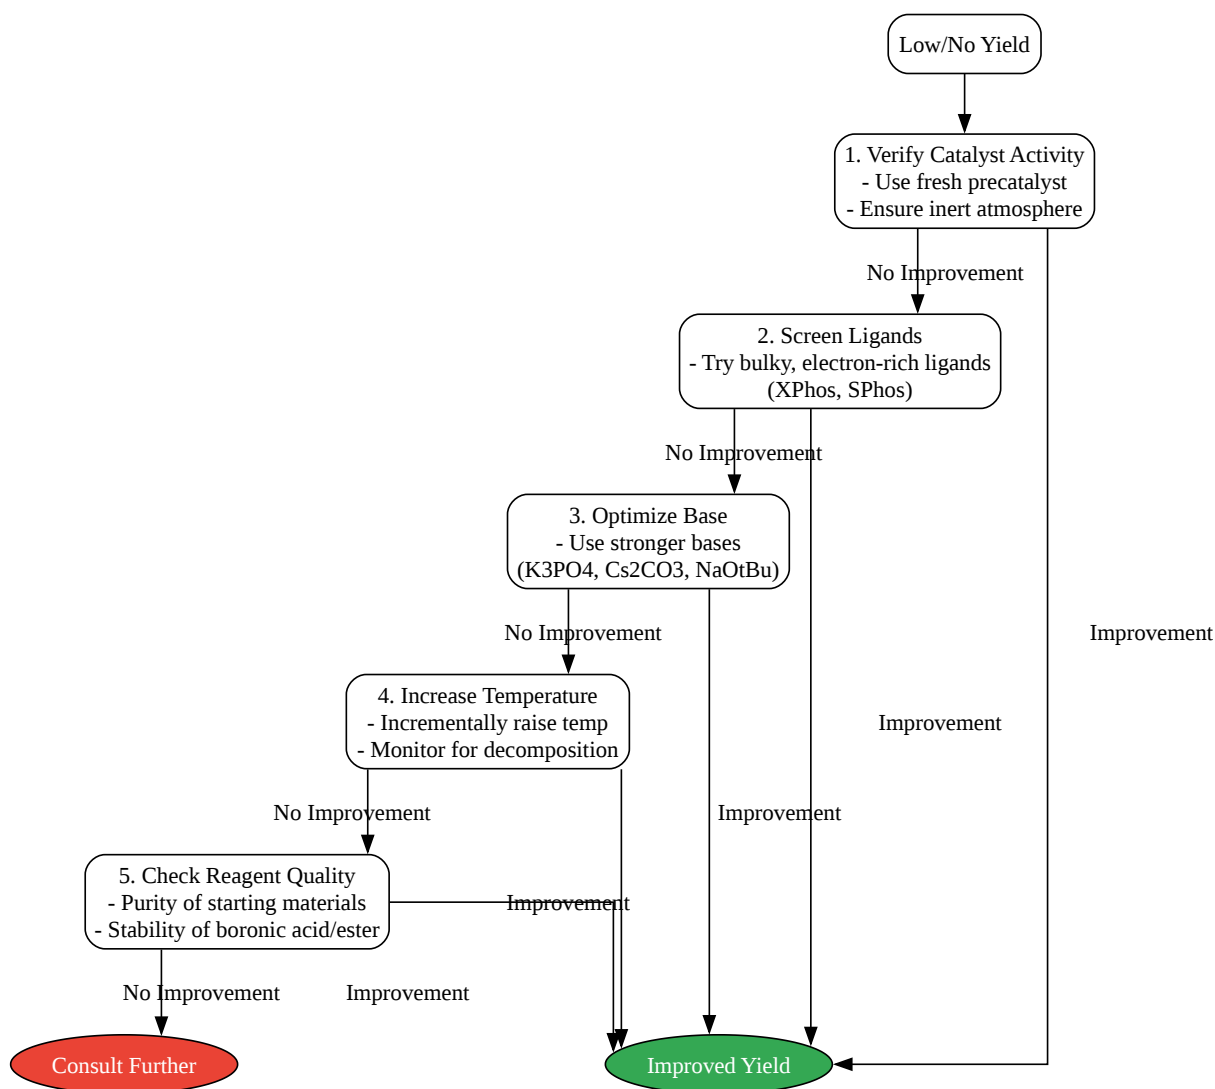 Low/No Yield
1. Verify Catalyst Activity
- Use fresh precatalyst
- Ensure inert atmosphere
No Improvement
2. Screen Ligands
- Try bulky, electron-rich ligands
(XPhos, SPhos)
No Improvement
3. Optimize Base
- Use stronger bases
(K3PO4, Cs2CO3, NaOtBu)
No Improvement
Improvement
4. Increase Temperature
- Incrementally raise temp
- Monitor for decomposition
Improvement
No Improvement
Improvement
5. Check Reagent Quality
- Purity of starting materials
- Stability of boronic acid/ester
Improvement
No Improvement
Improvement
Consult Further
Improved Yield